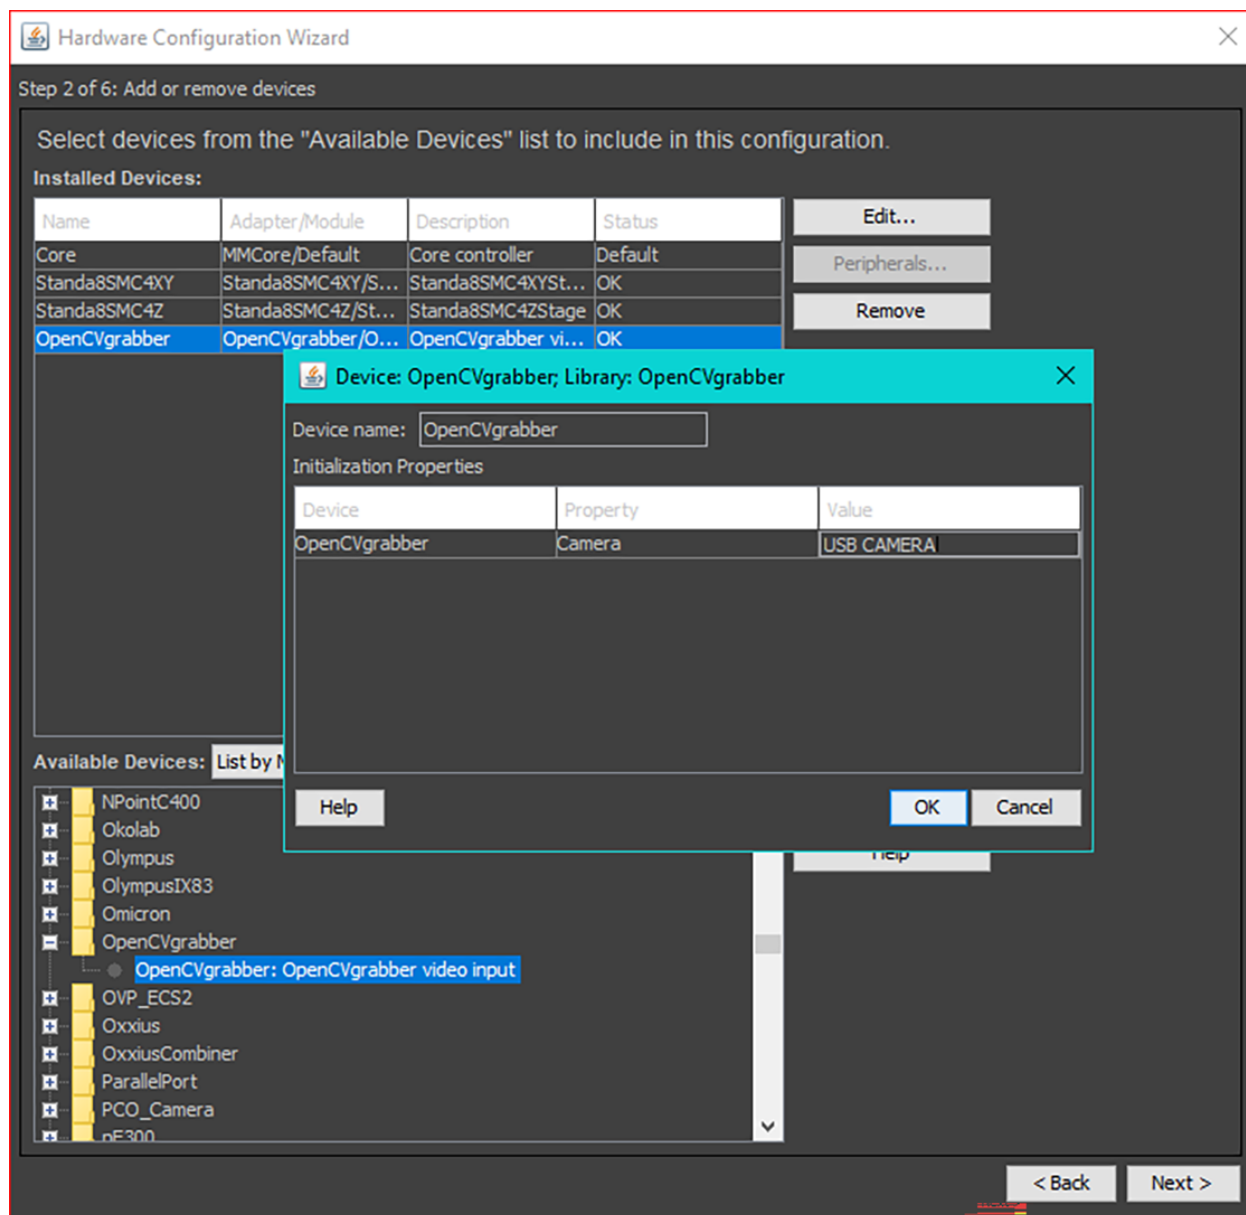 Hardware Configuration Wizard
Step 2 of 6: Add or remove devices
Select devices from the "Available Devices" list to include in this configuration.
Installed Devices:
Name Adapter/Module Description Status
Core MMCore/Default Core controller Default
Standa8SMC4XY Standa8SMC4XY/S... Standa8SMC4XYSt... OK
Standa8SMC4Z Standa8SMC4Z/St... Standa8SMC4ZStage OK
OpenCVgrabber OpenCVgrabber/O... OpenCVgrabber vi... OK
Edit...
Peripherals...
Remove
Device: OpenCVgrabber; Library: OpenCVgrabber
Device name: OpenCVgrabber
Initialization Properties
Device Property Value
OpenCVgrabber Camera USB CAMERA
Help OK Cancel
Available Devices: List by
Help
NPointC400
Okolab
Olympus
OlympusIX83
Omicron
OpenCVgrabber
OpenCVgrabber: OpenCVgrabber video input
OVP_ECS2
Oxxius
OxxiusCombiner
ParallelPort
PCO_Camera
pE300
< Back Next >